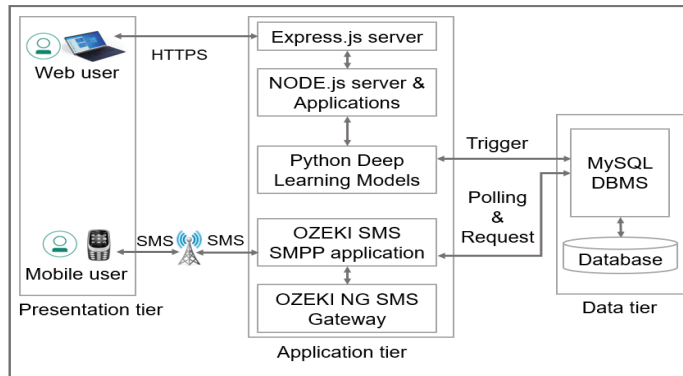 Web user
HTTPS
Express.js server
NODE.js server &
Applications
Python Deep
Learning Models
Trigger
MySQL
DBMS
Polling
&
Request
Mobile user
SMS
SMS
OZEKI SMS
SMPP application
OZEKI NG SMS
Gateway
Database
Presentation tier
Application tier
Data tier